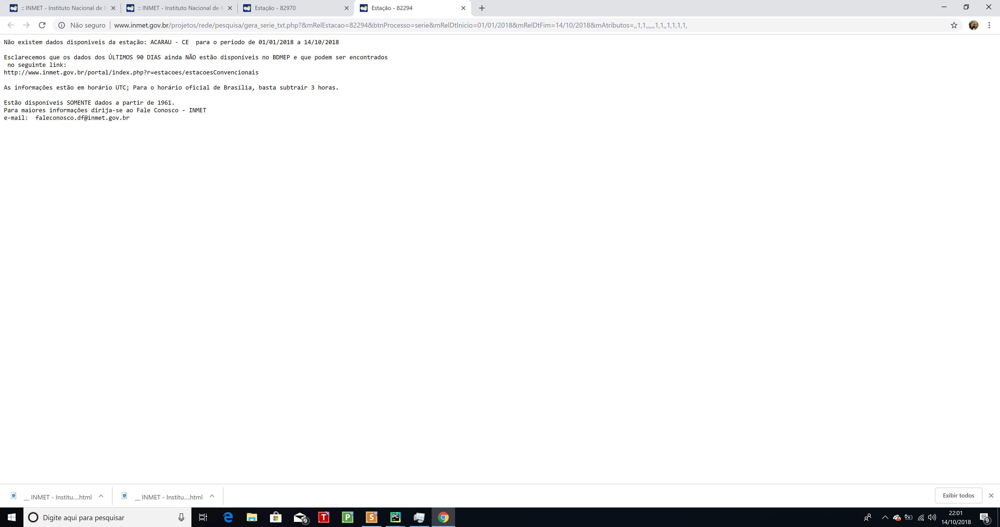 :: INMET - Instituto Nacional de
:: INMET - Instituto Nacional de
Estação - 82970
Estação - 82294
Não seguro
www.inmet.gov.br/projetos/rede/pesquisa/gera_serie_txt.php?&mRelEstacao=82294&btnProcesso=serie&mRelDtInicio=01/01/2018&mRelDtFim=14/10/2018&mAtributos=,,1,1,,,,,,1,1,,1,1,1,1,
Não existem dados disponiveis da estação: ACARAU - CE  para o periodo de 01/01/2018 a 14/10/2018
Esclarecemos que os dados dos ÚLTIMOS 90 DIAS ainda NÃO estão disponíveis no BDMEP e que podem ser encontrados
no seguinte link:
http://www.inmet.gov.br/portal/index.php?r=estacoes/estacoesConvencionais
As informações estão em horário UTC; Para o horário oficial de Brasília, basta subtrair 3 horas.
Estão disponíveis SOMENTE dados a partir de 1961.
Para maiores informações dirija-se ao Fale Conosco - INMET
e-mail:  faleconosco.df@inmet.gov.br
__ INMET - Institu....html
__ INMET - Institu....html
Exibir todos
Digite aqui para pesquisar
9
T
P
S
PC
22:01
14/10/2018
9